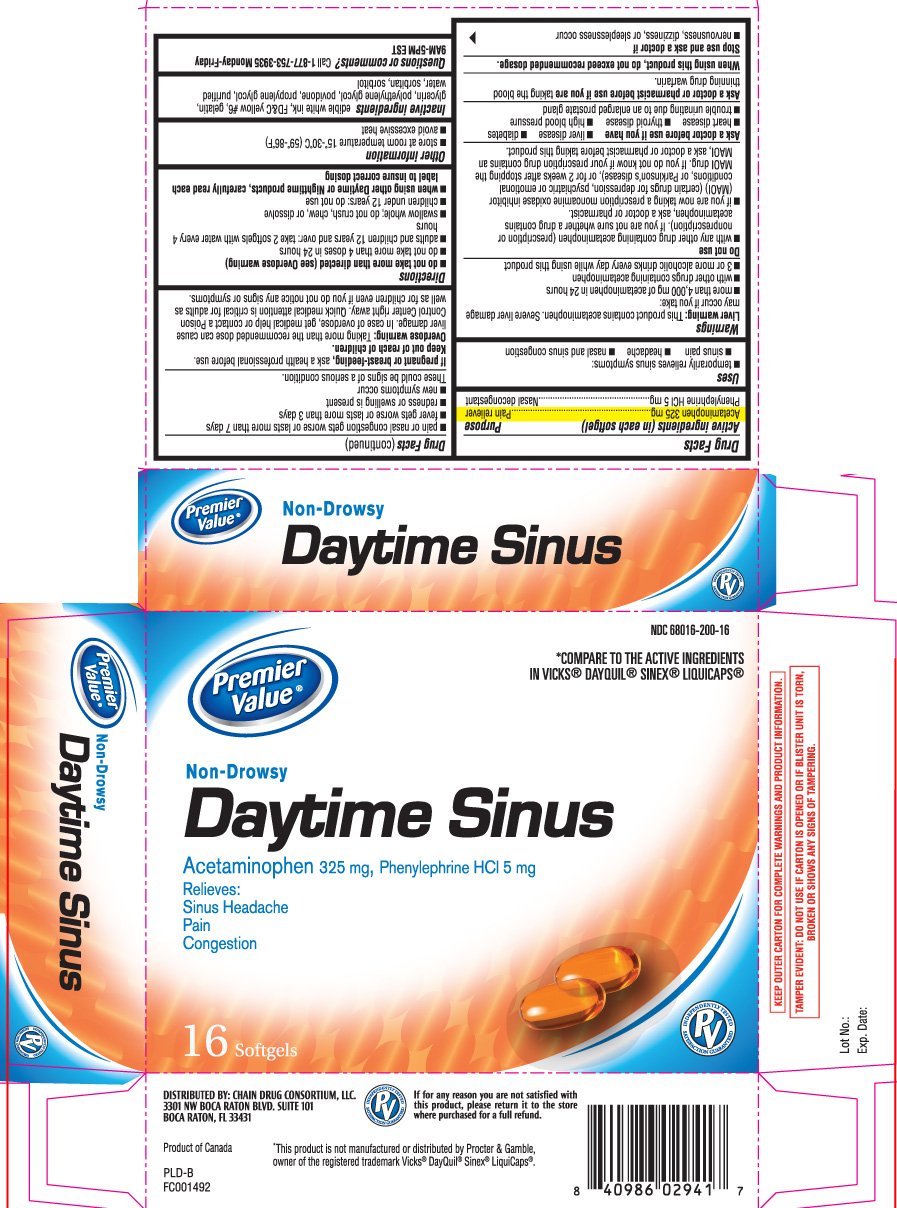 Drug Facts
Active ingredients (in each softgel) Purpose
Acetaminophen 325 mg......Pain reliever
Phenylephrine HCl 5 mg......Nasal decongestant
Uses
■ temporarily relieves sinus symptoms:
■ sinus pain ■ headache ■ nasal and sinus congestion
Warnings
Liver warning: This product contains acetaminophen. Severe liver damage
may occur if you take:
■ more than 4,000 mg of acetaminophen in 24 hours
■ with other drugs containing acetaminophen
■ 3 or more alcoholic drinks every day while using this product
Do not use
■ with any other drug containing acetaminophen (prescription or
nonprescription). If you are not sure whether a drug contains
acetaminophen, ask a doctor or pharmacist.
■ if you are now taking a prescription monoamine oxidase inhibitor
(MAOI) (certain drugs for depression, psychiatric or emotional
conditions, or Parkinson's disease), or for 2 weeks after stopping the
MAOI drug. If you do not know if your prescription drug contains an
MAOI, ask a doctor or pharmacist before taking this product.
Ask a doctor before use if you have ■ liver disease ■ diabetes
■ heart disease ■ thyroid disease ■ high blood pressure
■ trouble urinating due to an enlarged prostate gland
Ask a doctor or pharmacist before use if you are taking the blood
thinning drug warfarin.
When using this product, do not exceed recommended dosage.
Stop use and ask a doctor if
■ nervousness, dizziness, or sleeplessness occur
Drug Facts (continued)
■ pain or nasal congestion gets worse or lasts more than 7 days
■ fever gets worse or lasts more than 3 days
■ redness or swelling is present
■ new symptoms occur
These could be signs of a serious condition.
If pregnant or breast-feeding, ask a health professional before use.
Keep out of reach of children.
Overdose warning: Taking more than the recommended dose can cause
liver damage. In case of overdose, get medical help or contact a Poison
Control Center right away. Quick medical attention is critical for adults as
well as for children even if you do not notice any signs or symptoms.
Directions
■ do not take more than directed (see Overdose warning)
■ do not take more than 4 doses in 24 hours
■ adults and children 12 years and over: take 2 softgels with water every 4
hours
■ swallow whole; do not crush, chew, or dissolve
■ children under 12 years: do not use
■ when using other Daytime or Nighttime products, carefully read each
label to insure correct dosing
Other information
■ store at room temperature 15°-30°C (59°-86°F)
■ avoid excessive heat
Inactive ingredients edible white ink, FD&C yellow #6, gelatin,
glycerin, polyethylene glycol, povidone, propylene glycol, purified
water, sorbitan, sorbitol
Questions or comments? Call 1-877-753-3935 Monday-Friday
9AM-5PM EST
Premier
Value®
Non-Drowsy
Daytime Sinus
INDEPENDENTLY TESTED
PV
SATISFACTION GUARANTEED
Premier
Value®
Non-Drowsy
Daytime Sinus
INDEPENDENTLY TESTED
PV
SATISFACTION GUARANTEED
NDC 68016-200-16
*COMPARE TO THE ACTIVE INGREDIENTS
IN VICKS® DAYQUIL® SINEX® LIQUICAPS®
Premier
Value®
Non-Drowsy
Daytime Sinus
Acetaminophen 325 mg, Phenylephrine HCl 5 mg
Relieves:
Sinus Headache
Pain
Congestion
16 Softgels
INDEPENDENTLY TESTED
PV
SATISFACTION GUARANTEED
KEEP OUTER CARTON FOR COMPLETE WARNINGS AND PRODUCT INFORMATION.
TAMPER EVIDENT: DO NOT USE IF CARTON IS OPENED OR IF BLISTER UNIT IS TORN,
BROKEN OR SHOWS ANY SIGNS OF TAMPERING.
Lot No.:
Exp. Date:
DISTRIBUTED BY: CHAIN DRUG CONSORTIUM, LLC.
3301 NW BOCA RATON BLVD. SUITE 101
BOCA RATON, FL 33431
INDEPENDENTLY TESTED
PV
SATISFACTION GUARANTEED
If for any reason you are not satisfied with
this product, please return it to the store
where purchased for a full refund.
Product of Canada
*This product is not manufactured or distributed by Procter & Gamble,
owner of the registered trademark Vicks® DayQuil® Sinex® LiquiCaps®.
PLD-B
FC001492
8 40986 02941 7